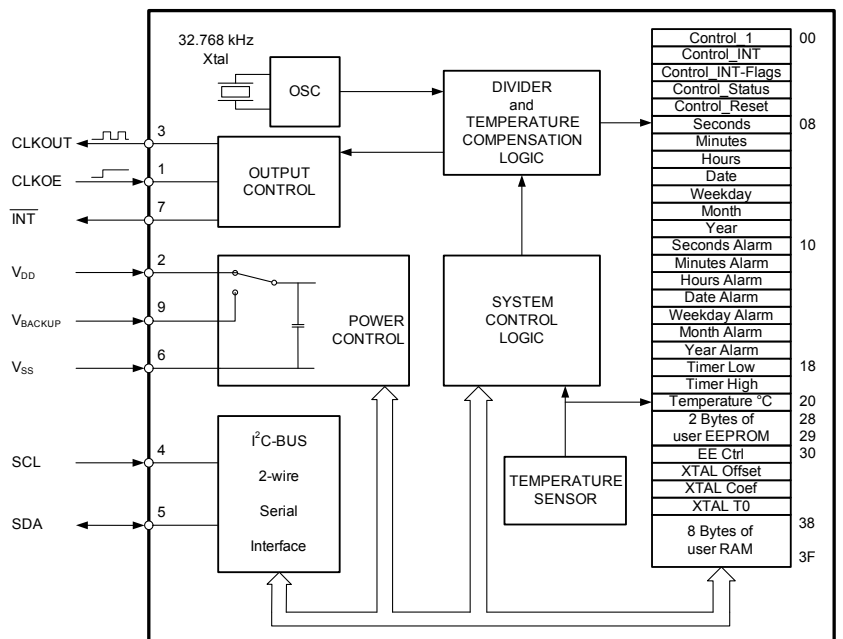 32.768 kHz
Xtal
OSC
DIVIDER
and
TEMPERATURE
COMPENSATION
LOGIC
CLKOUT
3
CLKOE
1
INT
7
OUTPUT
CONTROL
VDD
2
VBACKUP
9
VSS
6
POWER
CONTROL
SYSTEM
CONTROL
LOGIC
SCL
4
SDA
5
I²C-BUS
2-wire
Serial
Interface
TEMPERATURE
SENSOR
Control_1 00
Control_INT
Control_INT-Flags
Control_Status
Control_Reset
Seconds 08
Minutes
Hours
Date
Weekday
Month
Year
Seconds Alarm 10
Minutes Alarm
Hours Alarm
Date Alarm
Weekday Alarm
Month Alarm
Year Alarm
Timer Low 18
Timer High
Temperature °C 20
2 Bytes of 28
user EEPROM 29
EE Ctrl 30
XTAL Offset
XTAL Coef
XTAL T0
38
8 Bytes of
user RAM
3F